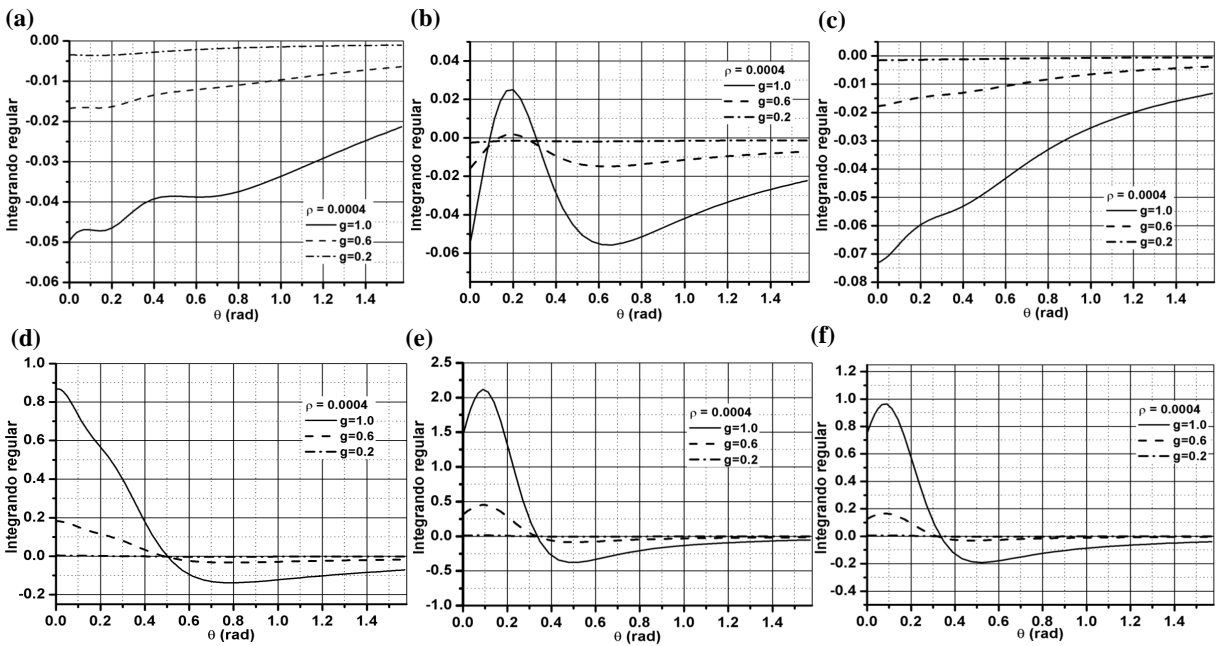 (a)
Integrando regular
0.00
-0.01
-0.02
-0.03
-0.04
-0.05
-0.06
0.0 0.2 0.4 0.6 0.8 1.0 1.2 1.4
θ (rad)
ρ = 0.0004
g=1.0
g=0.6
g=0.2
(b)
Integrando regular
0.04
0.02
0.00
-0.02
-0.04
-0.06
0.0 0.2 0.4 0.6 0.8 1.0 1.2 1.4
θ (rad)
ρ = 0.0004
g=1.0
g=0.6
g=0.2
(c)
Integrando regular
0.00
-0.01
-0.02
-0.03
-0.04
-0.05
-0.06
-0.07
-0.08
0.0 0.2 0.4 0.6 0.8 1.0 1.2 1.4
θ (rad)
ρ = 0.0004
g=1.0
g=0.6
g=0.2
(d)
Integrando regular
1.0
0.8
0.6
0.4
0.2
0.0
-0.2
0.0 0.2 0.4 0.6 0.8 1.0 1.2 1.4
θ (rad)
ρ = 0.0004
g=1.0
g=0.6
g=0.2
(e)
Integrando regular
2.5
2.0
1.5
1.0
0.5
0.0
-0.5
-1.0
0.0 0.2 0.4 0.6 0.8 1.0 1.2 1.4
θ (rad)
ρ = 0.0004
g=1.0
g=0.6
g=0.2
(f)
Integrando regular
1.2
1.0
0.8
0.6
0.4
0.2
0.0
-0.2
-0.4
0.0 0.2 0.4 0.6 0.8 1.0 1.2 1.4
θ (rad)
ρ = 0.0004
g=1.0
g=0.6
g=0.2